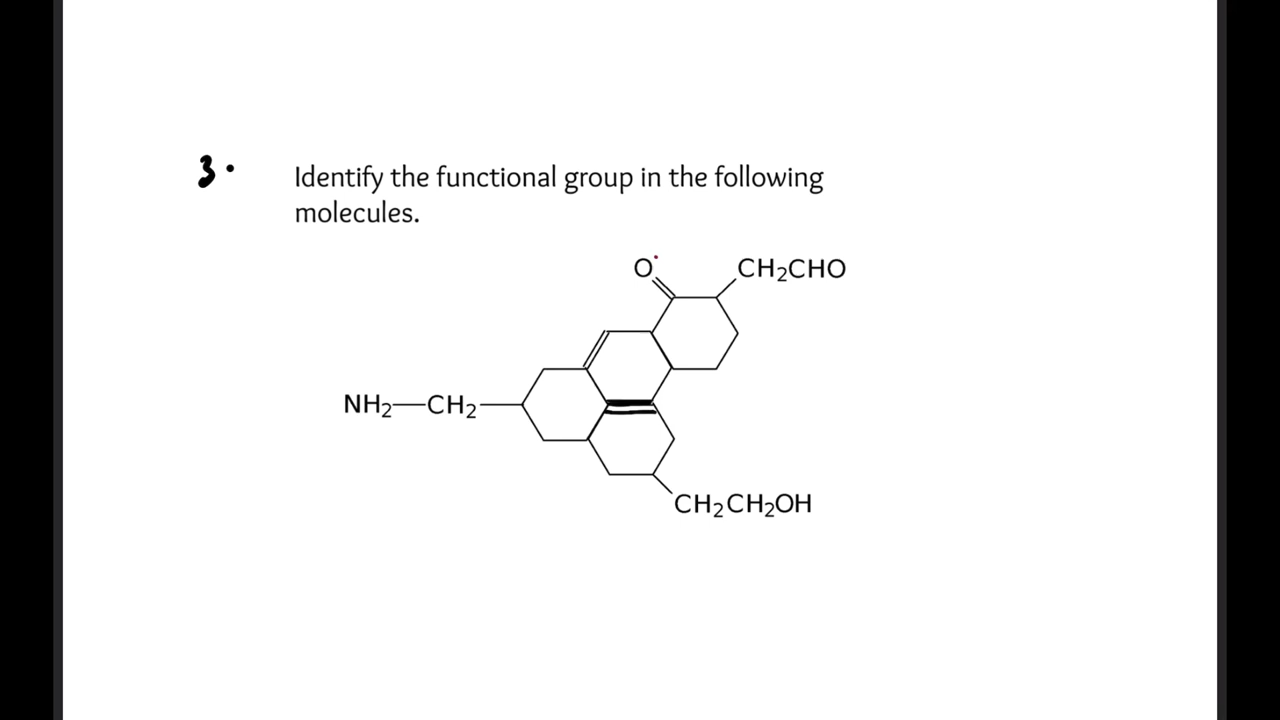 3. Identify the functional group in the following
molecules.
O CH₂CHO
NH₂—CH₂
CH₂CH₂OH